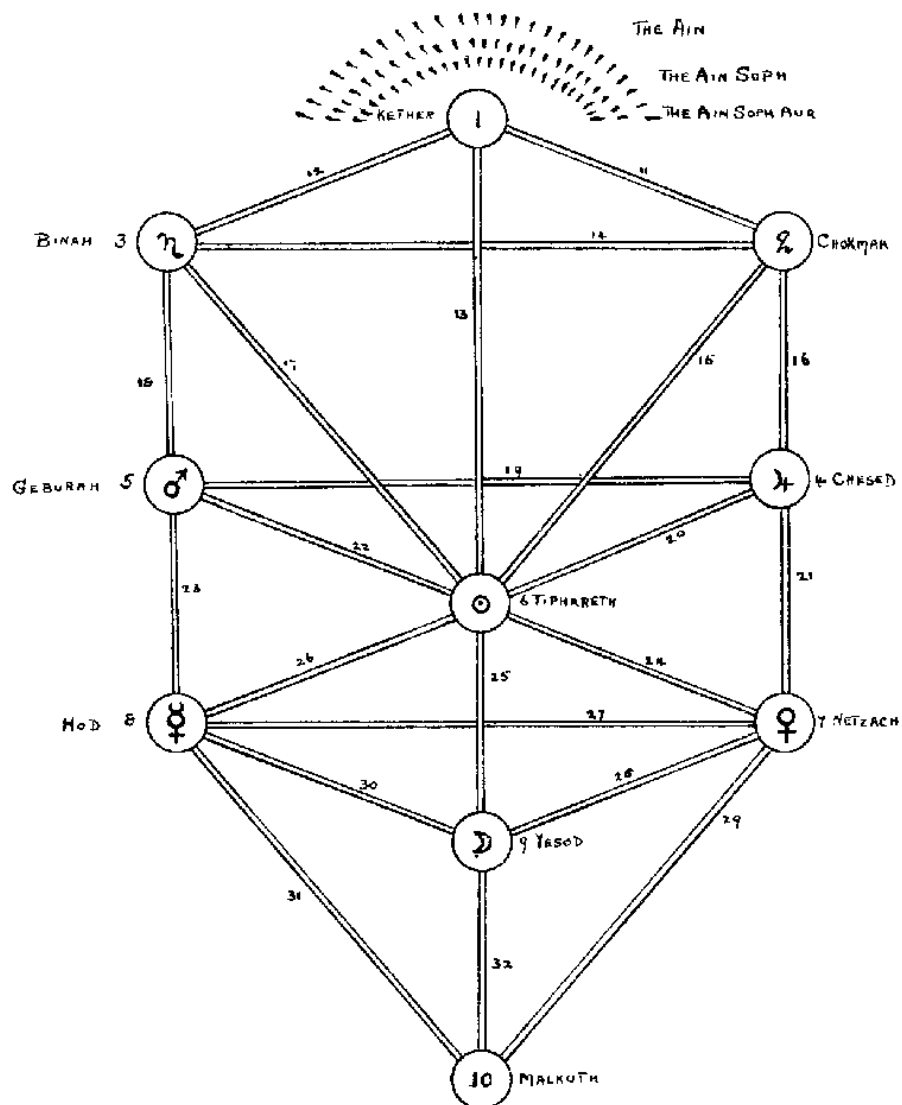 THE AIN
THE AIN SOPH
KETHER 1 THE AIN SOPH AUR
12 11
BINAH 3 ♄ 2 CHOKMAH
14
13
17 15
18 16
GEBURAH 5 ♂ 19 ♃ 4 CHESED
22 20
23 21
☉ 6 TIPHARETH
26 24
25
HOD 8 ☿ 27 ♀ 7 NETZACH
30 28
☽ 9 YESOD
29
31
32
10 MALKUTH